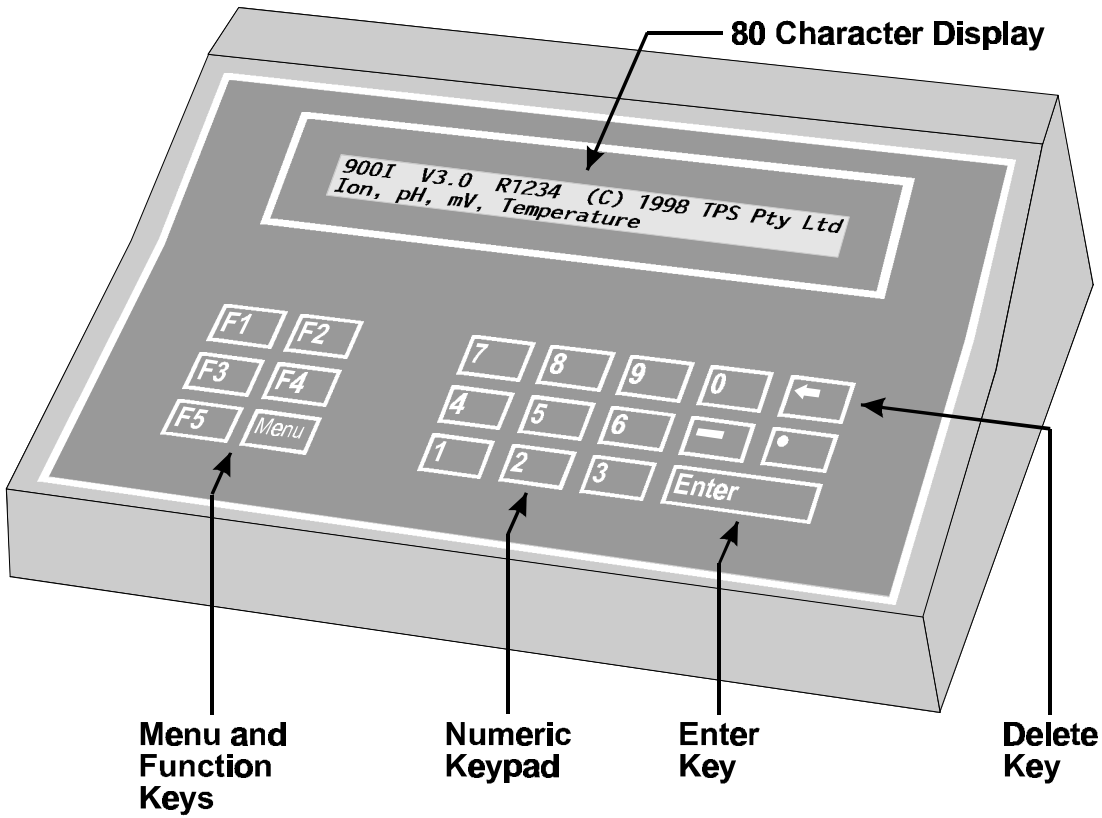 80 Character Display
900I V3.0 R1234 (C) 1998 TPS Pty Ltd
Ion, pH, mV, Temperature
F1 F2
F3 F4
F5 Menu
7 8 9 0
4 5 6
1 2 3 Enter
Menu and
Function
Keys
Numeric
Keypad
Enter
Key
Delete
Key